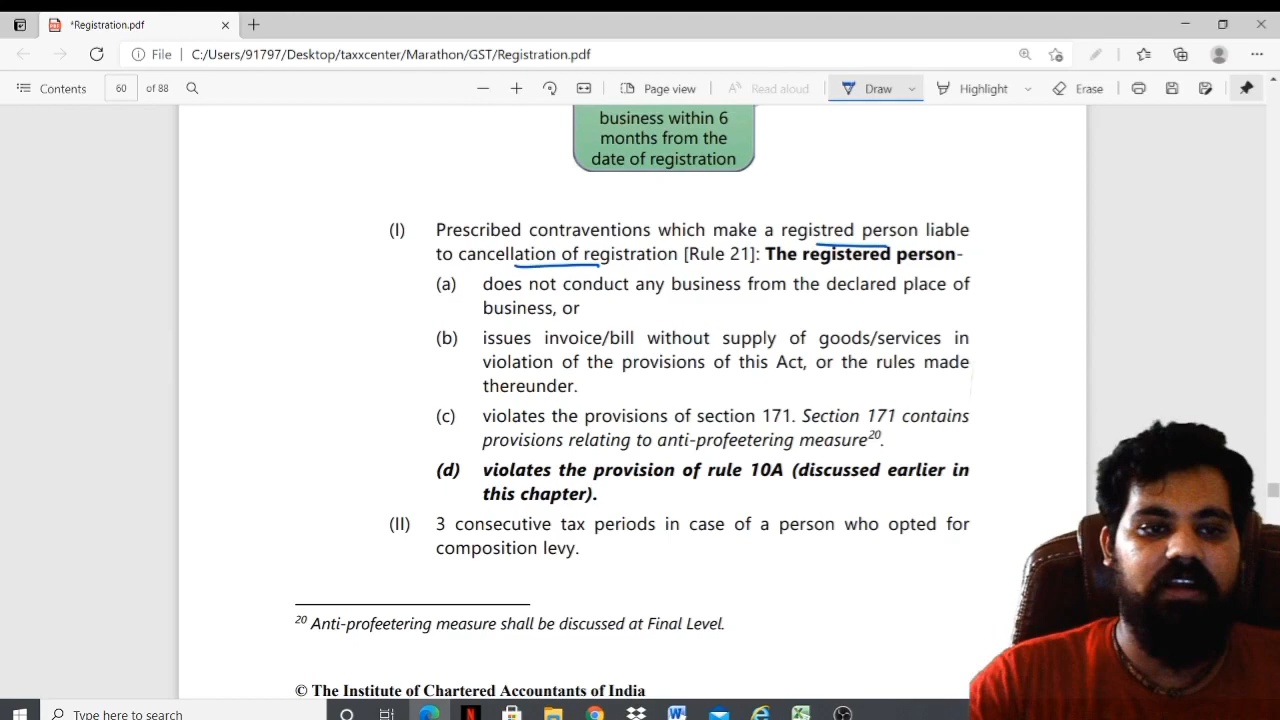 *Registration.pdf
File
C:/Users/91797/Desktop/taxxcenter/Marathon/GST/Registration.pdf
Contents
60
of 88
Page view
Read aloud
Draw
Highlight
Erase
business within 6
months from the
date of registration
(I) Prescribed contraventions which make a registred person liable
to cancellation of registration [Rule 21]: The registered person-
(a) does not conduct any business from the declared place of
business, or
(b) issues invoice/bill without supply of goods/services in
violation of the provisions of this Act, or the rules made
thereunder.
(c) violates the provisions of section 171. Section 171 contains
provisions relating to anti-profeetering measure20.
(d) violates the provision of rule 10A (discussed earlier in
this chapter).
(II) 3 consecutive tax periods in case of a person who opted for
composition levy.
20 Anti-profeetering measure shall be discussed at Final Level.
© The Institute of Chartered Accountants of India
Type here to search